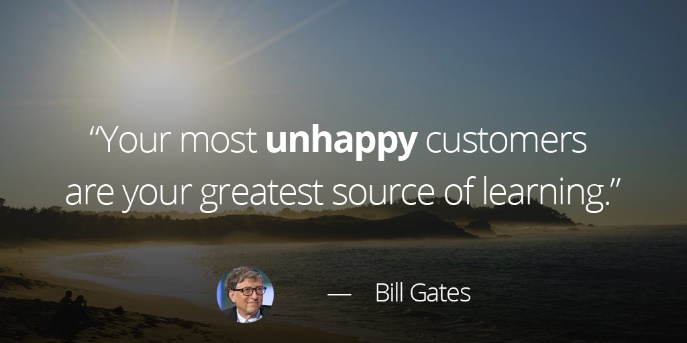 “Your most unhappy customers
are your greatest source of learning.”
— Bill Gates